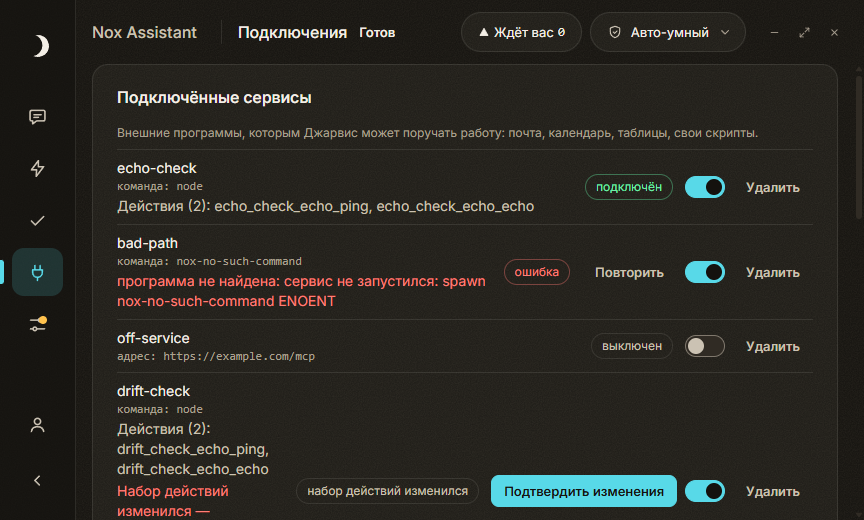 Nox Assistant
Подключения
Готов
Ждёт вас 0
Авто-умный
Подключённые сервисы
Внешние программы, которым Джарвис может поручать работу: почта, календарь, таблицы, свои скрипты.
echo-check
команда: node
Действия (2): echo_check_echo_ping, echo_check_echo_echo
подключён
Удалить
bad-path
команда: nox-no-such-command
программа не найдена: сервис не запустился: spawn
nox-no-such-command ENOENT
ошибка
Повторить
Удалить
off-service
адрес: https://example.com/mcp
выключен
Удалить
drift-check
команда: node
Действия (2):
drift_check_echo_ping,
drift_check_echo_echo
Набор действий
изменился —
набор действий изменился
Подтвердить изменения
Удалить